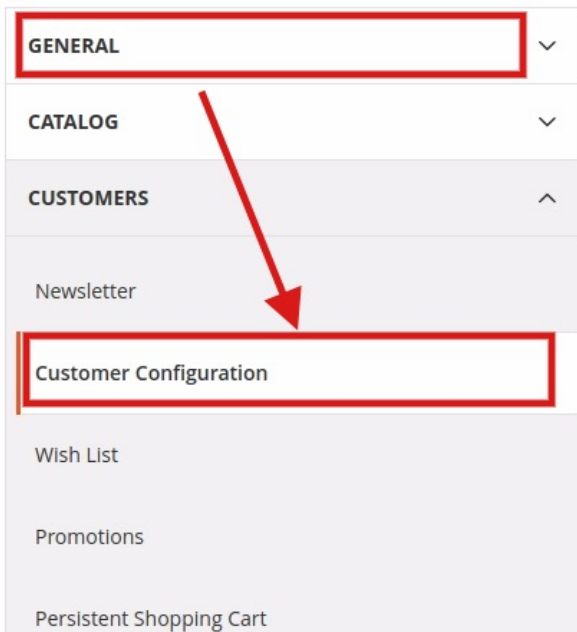 GENERAL
CATALOG
CUSTOMERS
Newsletter
Customer Configuration
Wish List
Promotions
Persistent Shopping Cart